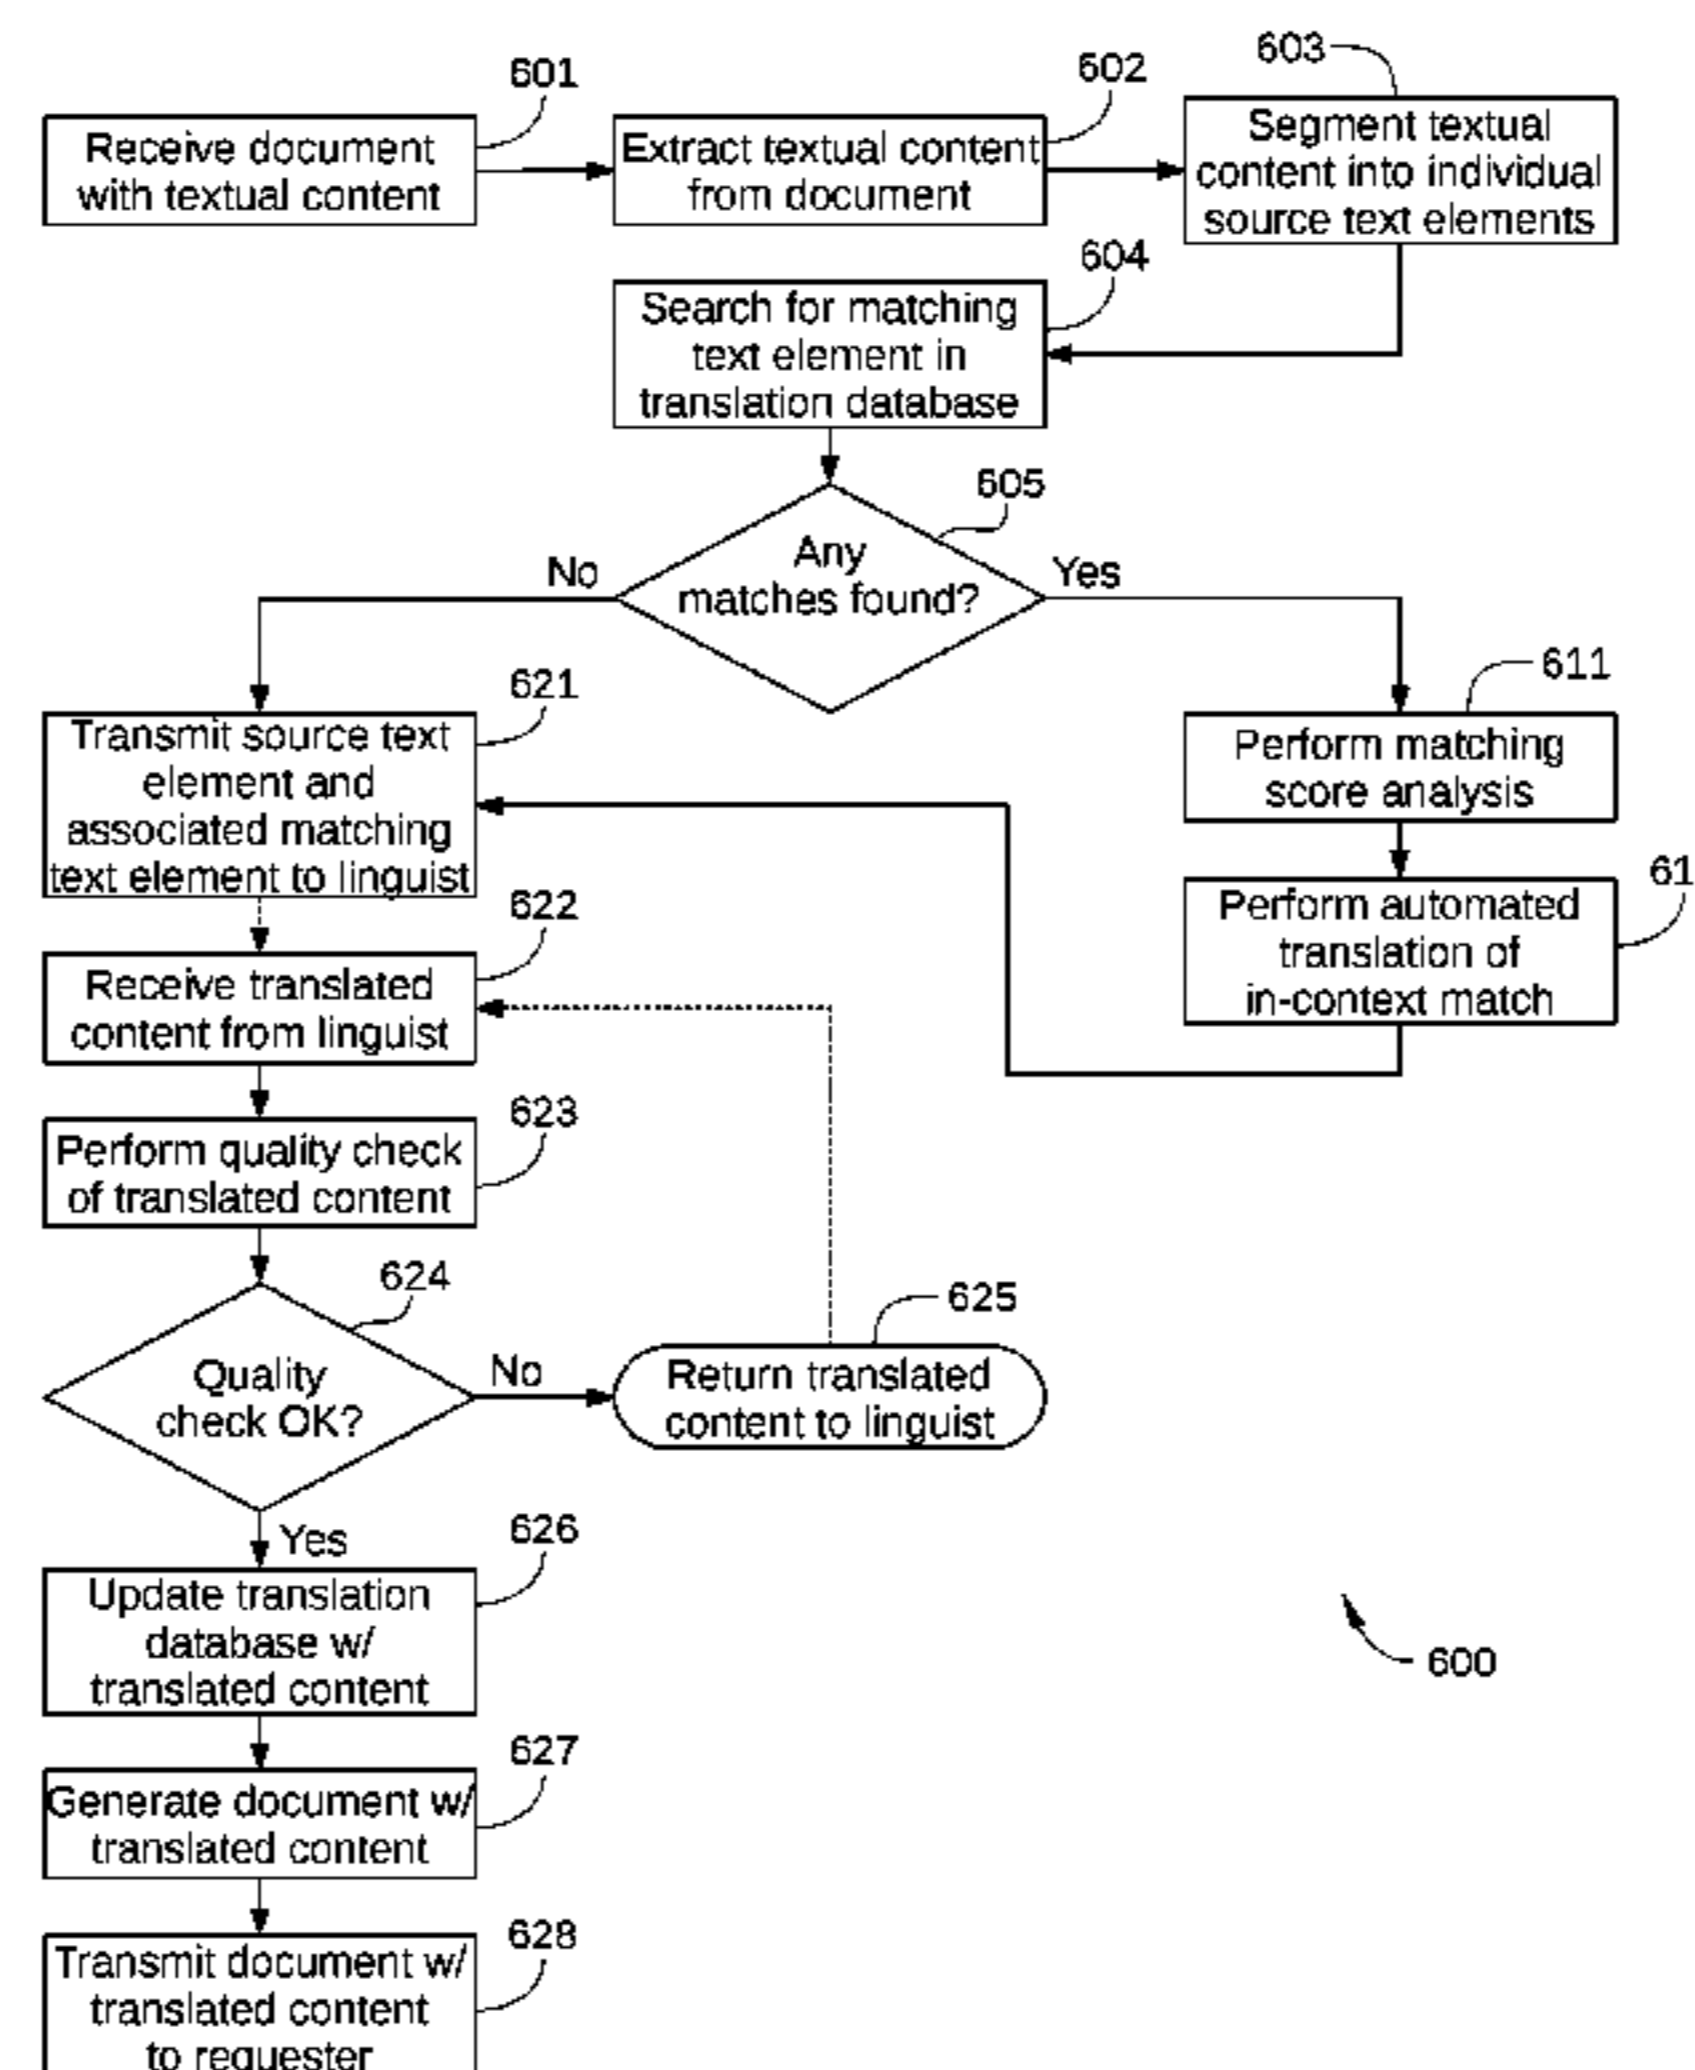 601
Receive document
with textual content
602
Extract textual content
from document
603
Segment textual
content into individual
source text elements
604
Search for matching
text element in
translation database
605
Any
matches found?
No
Yes
611
Perform matching
score analysis
61
Perform automated
translation of
in-context match
621
Transmit source text
element and
associated matching
text element to linguist
622
Receive translated
content from linguist
623
Perform quality check
of translated content
624
Quality
check OK?
No
625
Return translated
content to linguist
Yes
626
Update translation
database w/
translated content
627
Generate document w/
translated content
628
Transmit document w/
translated content
to requester
600